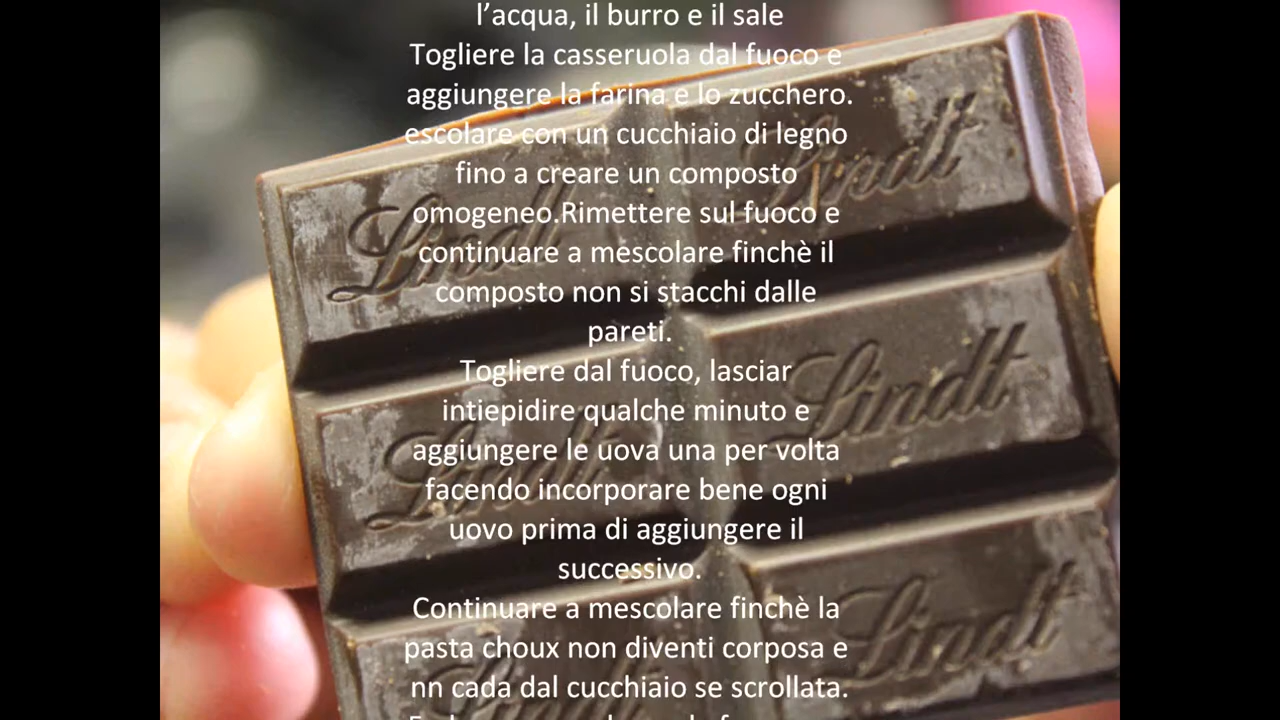 l’acqua, il burro e il sale
Togliere la casseruola dal fuoco e
aggiungere la farina e lo zucchero.
escolare con un cucchiaio di legno
fino a creare un composto
omogeneo.Rimettere sul fuoco e
continuare a mescolare finchè il
composto non si stacchi dalle
pareti.
Togliere dal fuoco, lasciar
intiepidire qualche minuto e
aggiungere le uova una per volta
facendo incorporare bene ogni
uovo prima di aggiungere il
successivo.
Continuare a mescolare finchè la
pasta choux non diventi corposa e
nn cada dal cucchiaio se scrollata.
Lindt
Lindt
Lindt
Lindt
Lindt